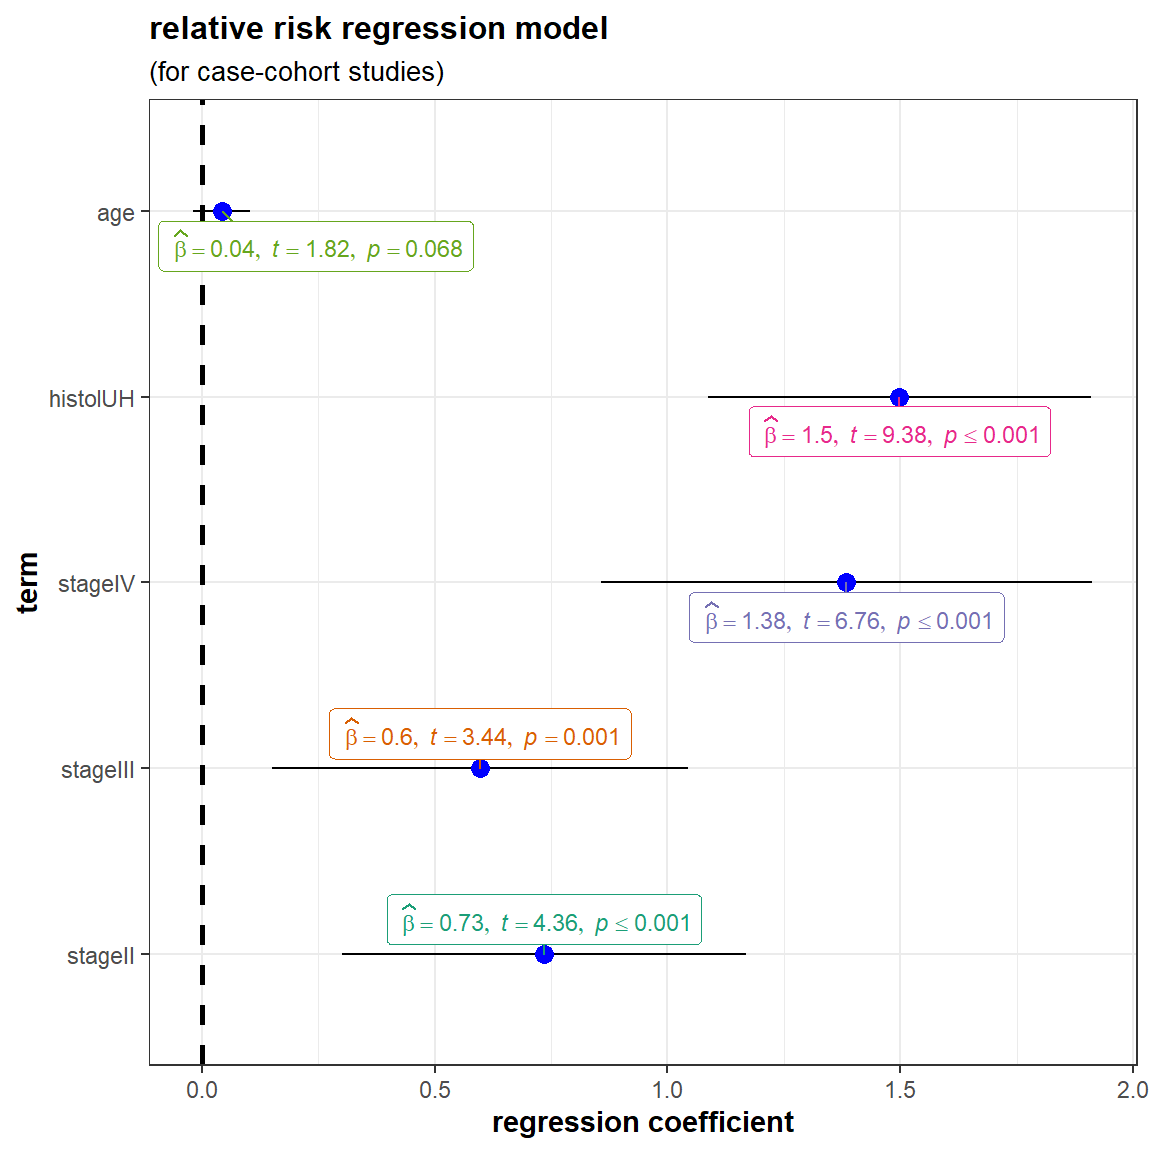 relative risk regression model
(for case-cohort studies)
term
age
β̂ = 0.04, t = 1.82, p = 0.068
histolUH
β̂ = 1.5, t = 9.38, p ≤ 0.001
stageIV
β̂ = 1.38, t = 6.76, p ≤ 0.001
β̂ = 0.6, t = 3.44, p = 0.001
stageIII
β̂ = 0.73, t = 4.36, p ≤ 0.001
stageII
0.0 0.5 1.0 1.5 2.0
regression coefficient